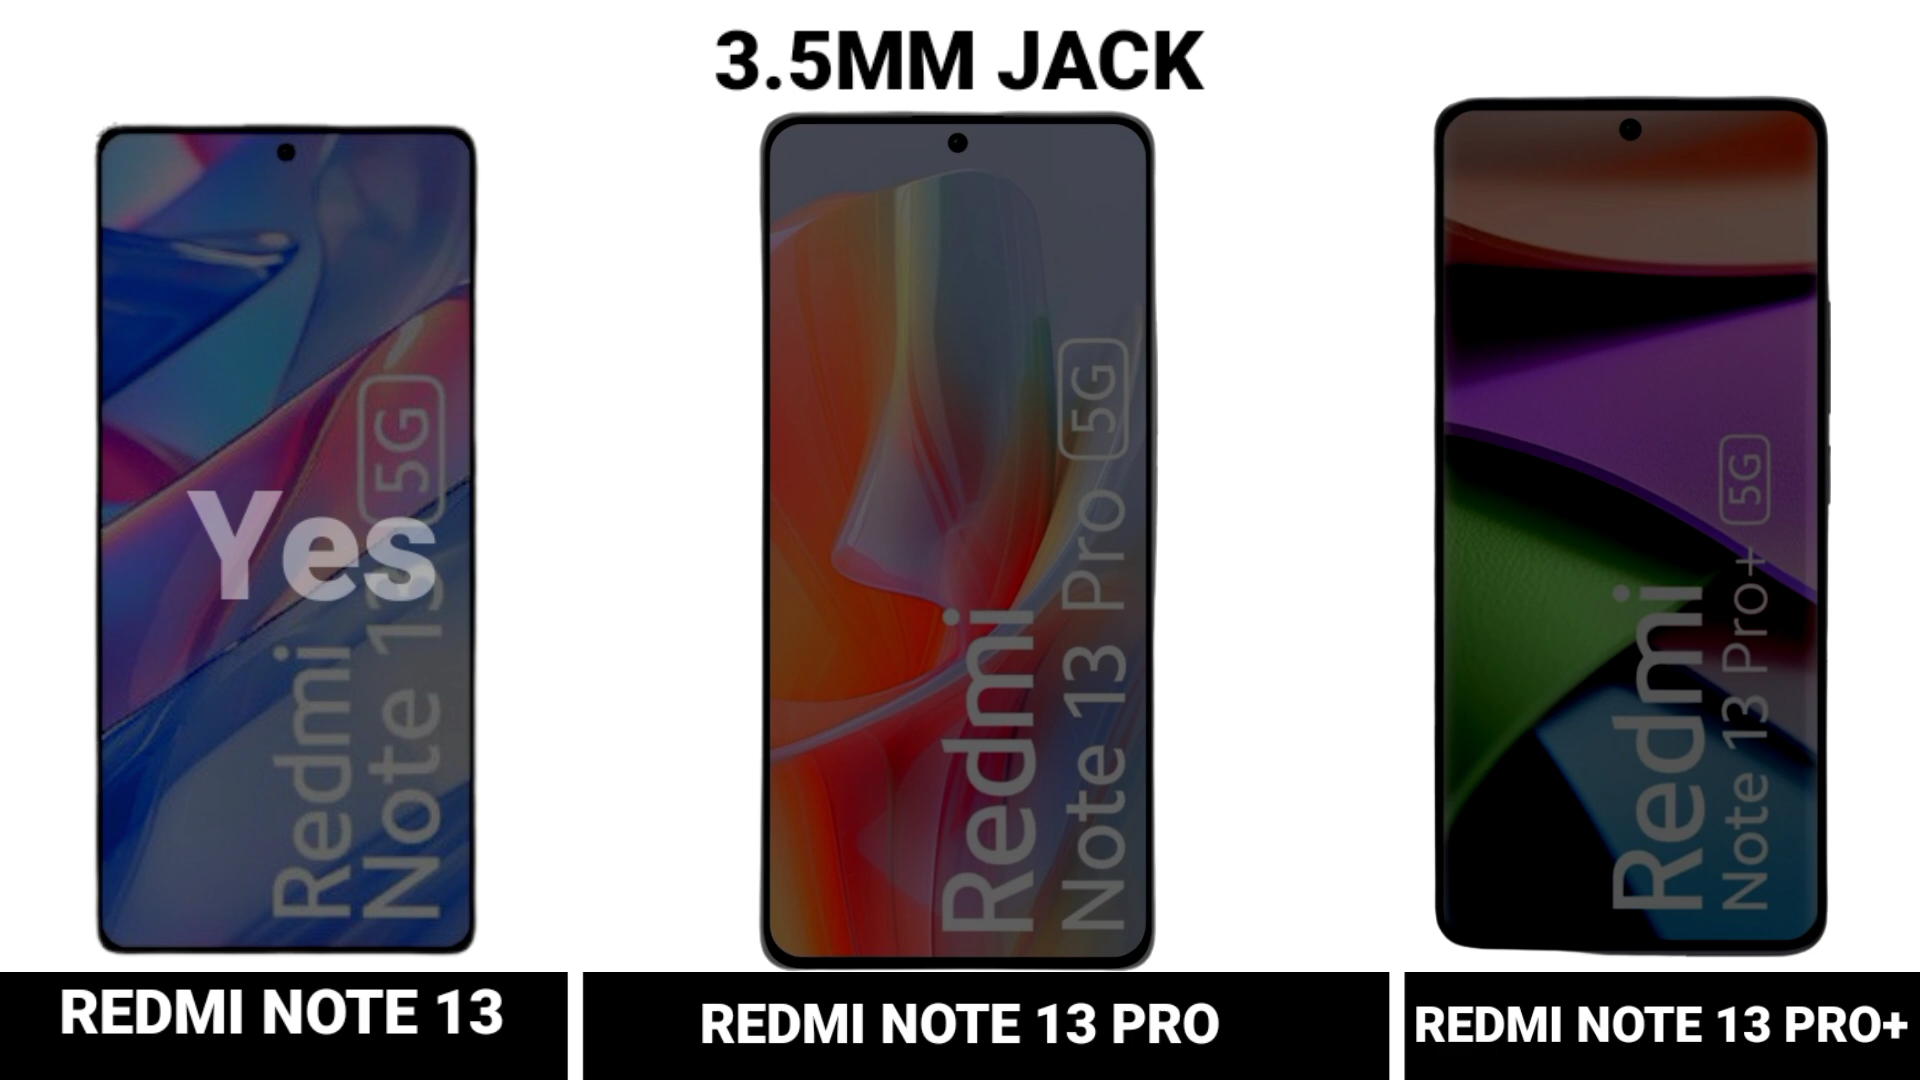 3.5MM JACK
Yes
Redmi
Note 13 5G
Redmi
Note 13 Pro 5G
Redmi
Note 13 Pro+ 5G
REDMI NOTE 13
REDMI NOTE 13 PRO
REDMI NOTE 13 PRO+